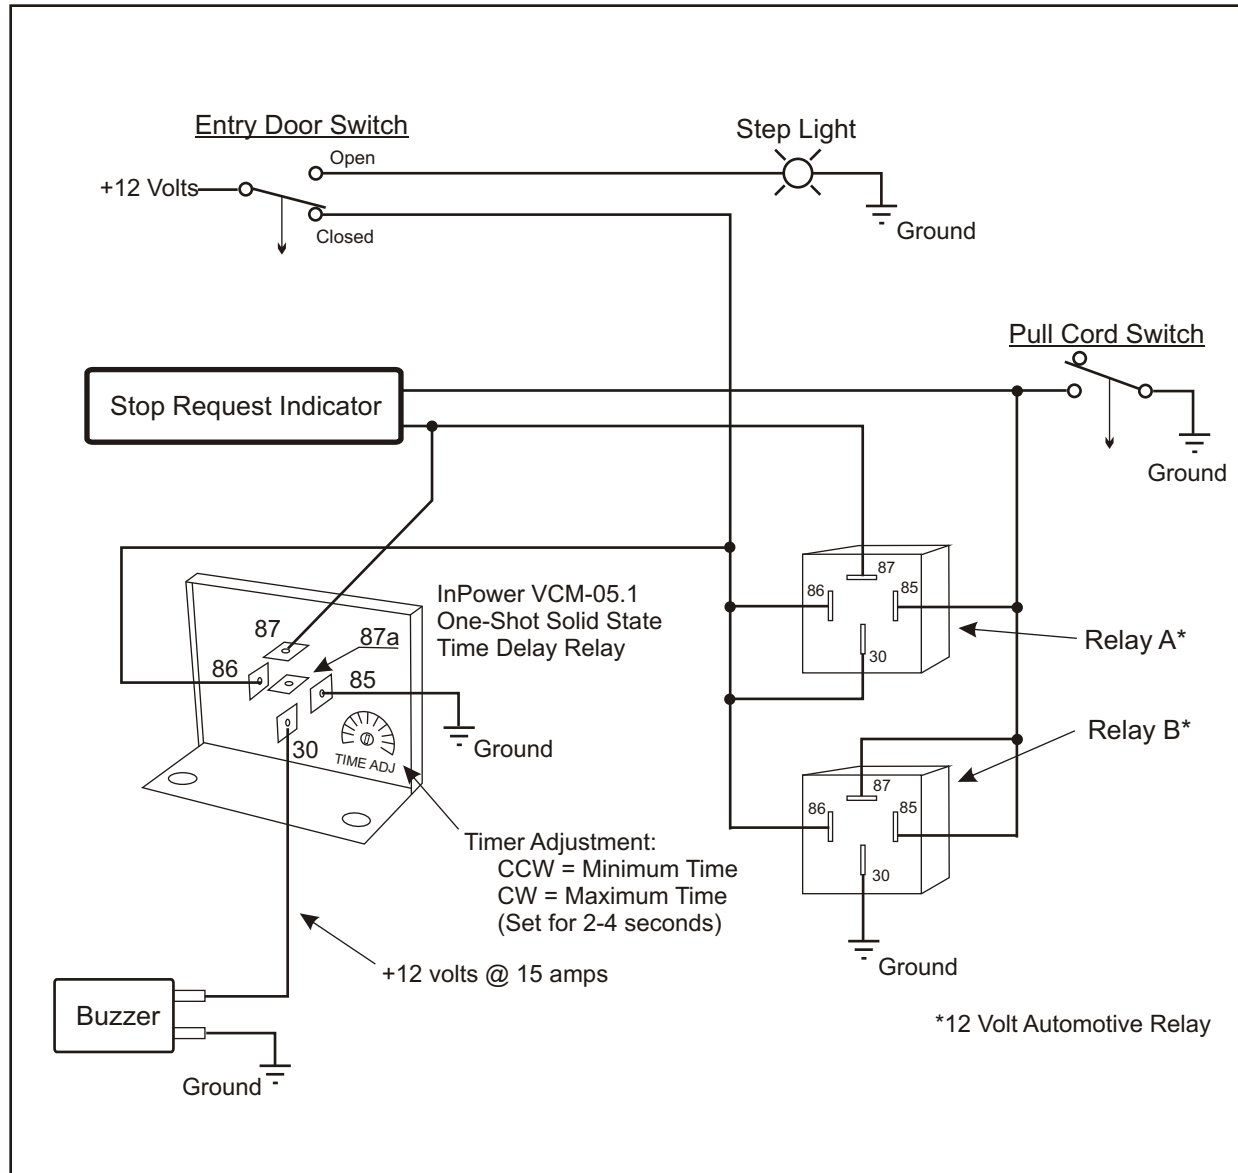 Entry Door Switch
Step Light
Open
+12 Volts
Closed
Ground
Pull Cord Switch
Stop Request Indicator
Ground
InPower VCM-05.1
One-Shot Solid State
Time Delay Relay
87
87a
86
85
30
TIME ADJ
Ground
87
86
85
30
Relay A*
Relay B*
87
86
85
30
Ground
Timer Adjustment:
CCW = Minimum Time
CW = Maximum Time
(Set for 2-4 seconds)
+12 volts @ 15 amps
Buzzer
Ground
*12 Volt Automotive Relay